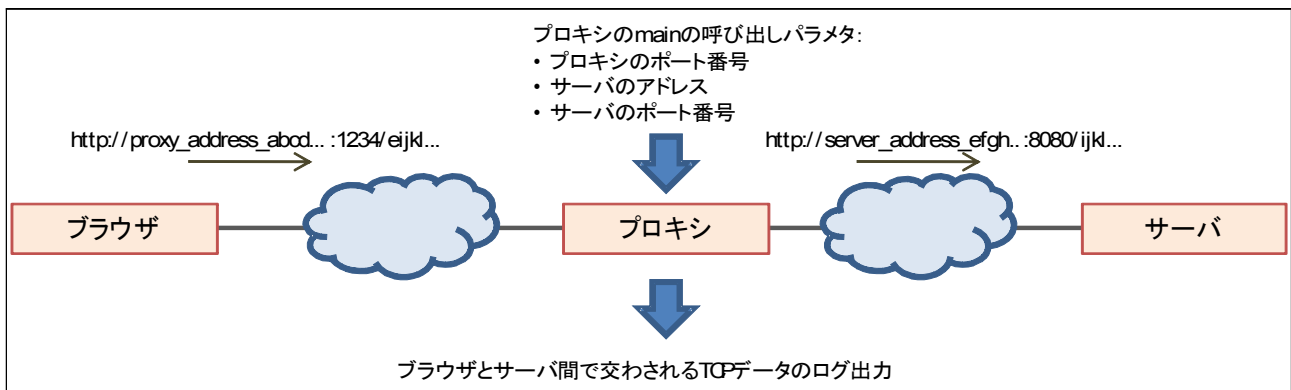 プロキシのmainの呼び出しパラメタ:
• プロキシのポート番号
• サーバのアドレス
• サーバのポート番号
http://proxy_address_abcd... :1234/eijkl...
http://server_address_efgh.. :8080/ijkl...
ブラウザ
プロキシ
サーバ
ブラウザとサーバ間で交わされるTCPデータのログ出力